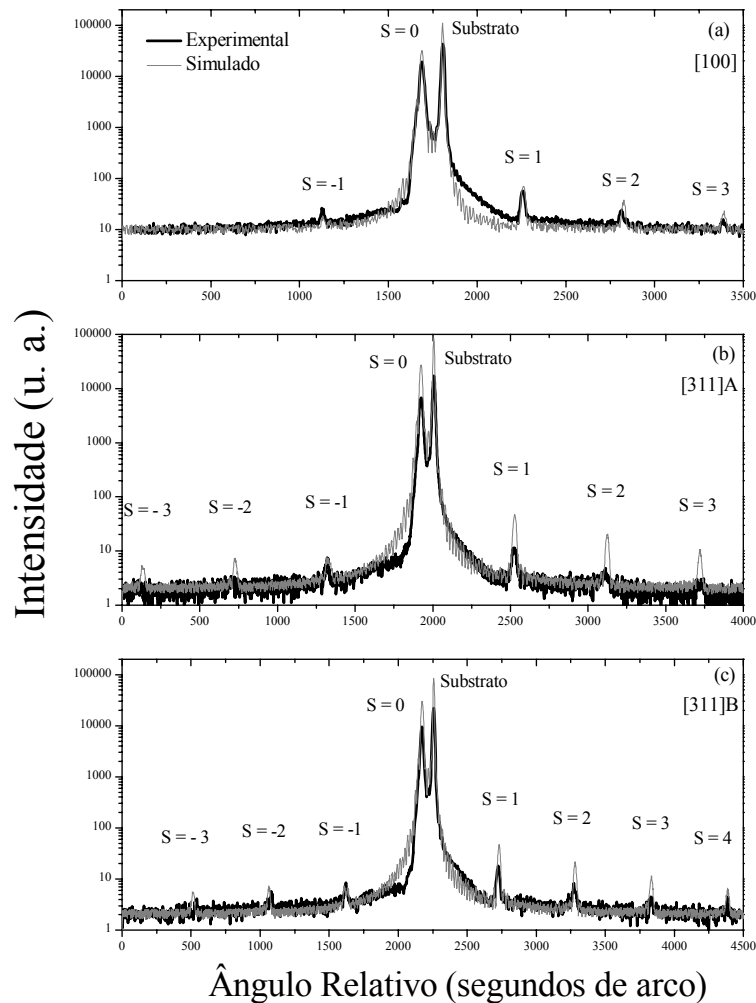 Intensidade (u. a.)
100000
10000
1000
100
10
1
Experimental
Simulado
S = 0
Substrato
(a)
[100]
S = -1
S = 1
S = 2
S = 3
0 500 1000 1500 2000 2500 3000 3500
100000
10000
1000
100
10
1
S = 0
Substrato
(b)
[311]A
S = - 3
S = -2
S = -1
S = 1
S = 2
S = 3
0 500 1000 1500 2000 2500 3000 3500 4000
100000
10000
1000
100
10
1
S = 0
Substrato
(c)
[311]B
S = - 3
S = -2
S = -1
S = 1
S = 2
S = 3
S = 4
0 500 1000 1500 2000 2500 3000 3500 4000 4500
Ângulo Relativo (segundos de arco)